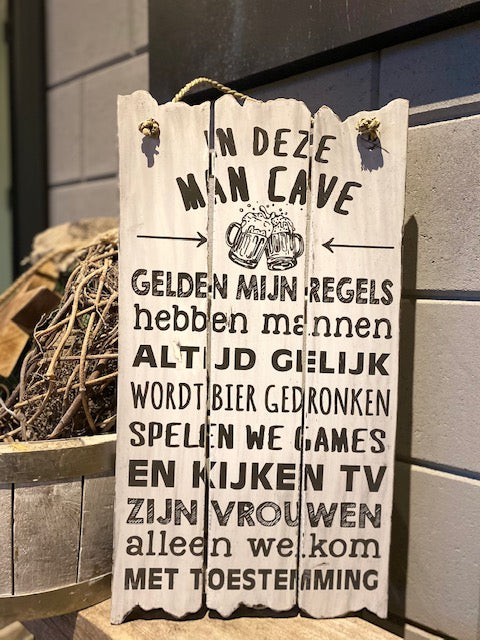 IN DEZE
MAN CAVE
GELDEN MIJN REGELS
hebben mannen
ALTIJD GELIJK
WORDT BIER GEDRONKEN
SPELEN WE GAMES
EN KIJKEN TV
ZIJN VROUWEN
alleen welkom
MET TOESTEMMING